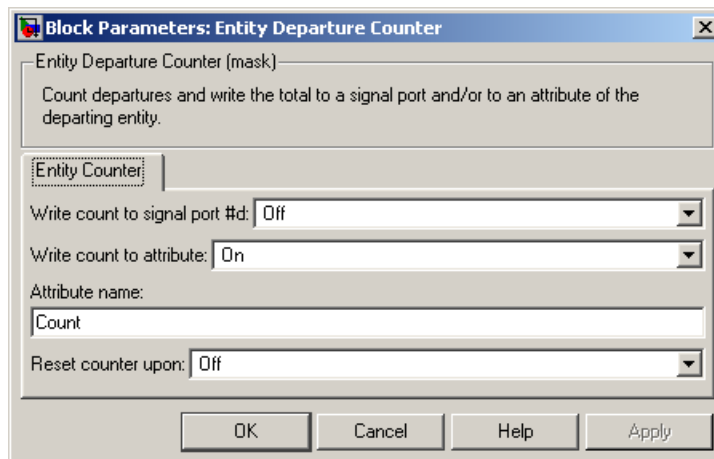 Block Parameters: Entity Departure Counter
Entity Departure Counter (mask)
Count departures and write the total to a signal port and/or to an attribute of the
departing entity.
Entity Counter
Write count to signal port #d: Off
Write count to attribute: On
Attribute name:
Count
Reset counter upon: Off
OK Cancel Help Apply